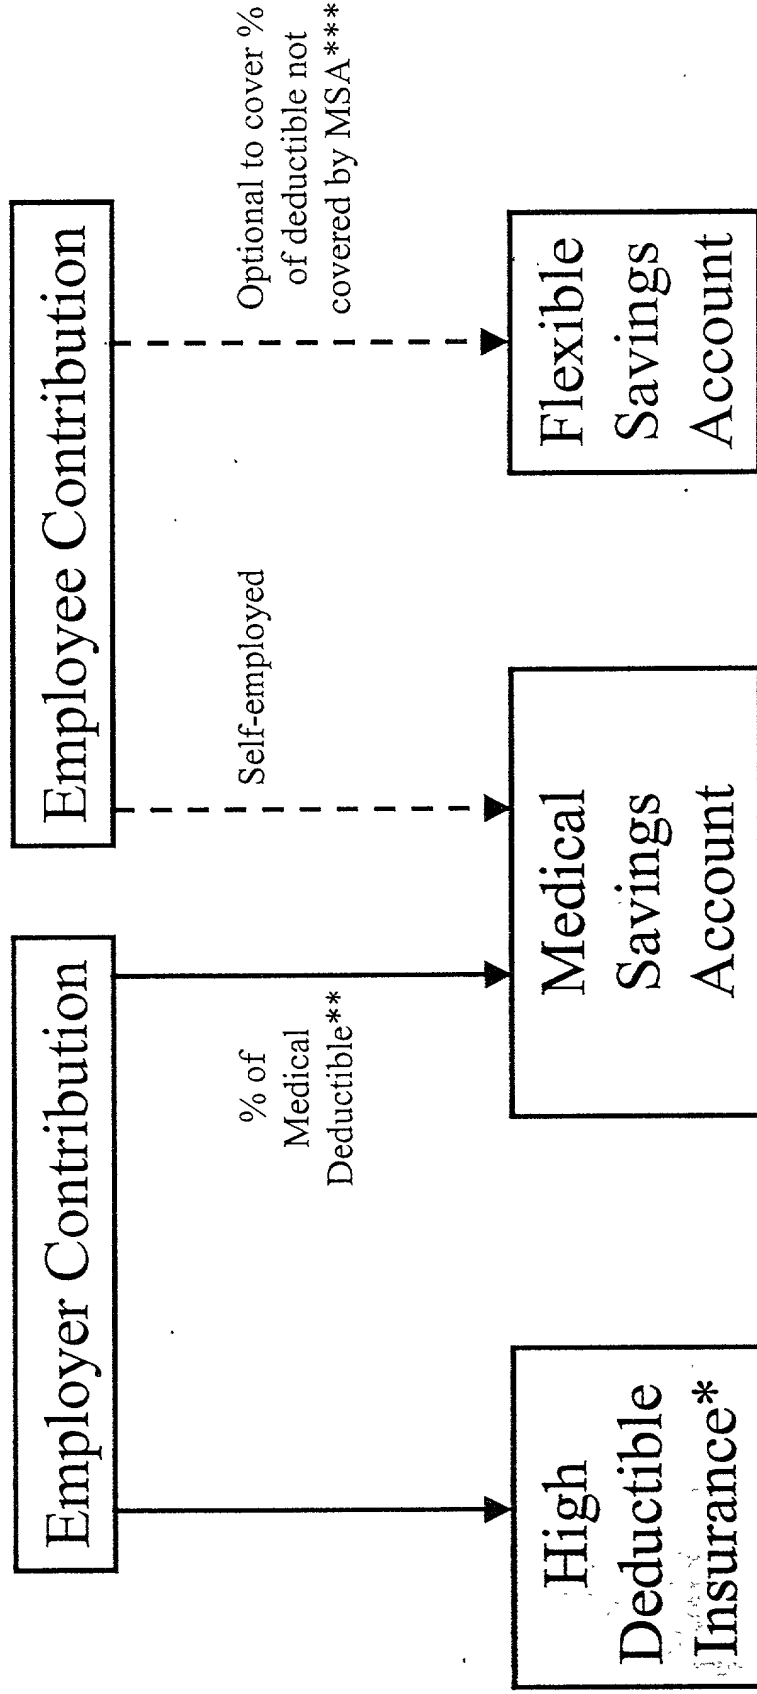 Employer Contribution
Employee Contribution
% of
Medical
Deductible**
Self-employed
Optional to cover %
of deductible not
covered by MSA***
High
Deductible
Insurance*
Medical
Savings
Account
Flexible
Savings
Account